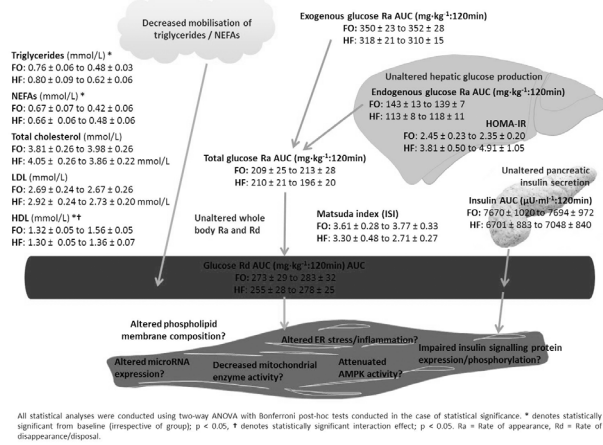 Decreased mobilisation of
triglycerides / NEFAs
Exogenous glucose Ra AUC (mg·kg⁻¹:120min)
FO: 350 ± 23 to 352 ± 28
HF: 318 ± 21 to 310 ± 15
Triglycerides (mmol/L) *
FO: 0.76 ± 0.06 to 0.48 ± 0.03
HF: 0.80 ± 0.09 to 0.62 ± 0.06
NEFAs (mmol/L) *
FO: 0.67 ± 0.07 to 0.42 ± 0.06
HF: 0.66 ± .06 to 0.48 ± 0.06
Total cholesterol (mmol/L)
FO: 3.81 ± 0.26 to 3.98 ± 0.26
HF: 4.05 ± 0.26 to 3.86 ± 0.22 mmol/L
LDL (mmol/L)
FO: 2.69 ± 0.24 to 2.67 ± 0.26
HF: 2.92 ± 0.24 to 2.73 ± 0.20 mmol/L
HDL (mmol/L) *†
FO: 1.32 ± 0.05 to 1.56 ± 0.05
HF: 1.30 ± 0.05 to 1.36 ± 0.07
Unaltered hepatic glucose production
Endogenous glucose Ra AUC (mg·kg⁻¹:120min)
FO: 143 ± 13 to 139 ± 7
HF: 113 ± 8 to 118 ± 11
HOMA-IR
FO: 2.45 ± 0.23 to 2.35 ± 0.20
HF: 3.81 ± 0.50 to 4.91 ± 1.05
Total glucose Ra AUC (mg·kg⁻¹:120min)
FO: 209 ± 25 to 213 ± 28
HF: 210 ± 21 to 196 ± 20
Unaltered pancreatic
insulin secretion
Insulin AUC (μU·ml⁻¹:120min)
FO: 7670 ± 1020 to 7694 ± 972
HF: 6701 ± 883 to 7048 ± 840
Unaltered whole
body Ra and Rd
Matsuda index (ISI)
FO: 3.61 ± 0.28 to 3.77 ± 0.33
HF: 3.30 ± 0.48 to 2.71 ± 0.27
Glucose Rd AUC (mg·kg⁻¹:120min) AUC
FO: 273 ± 29 to 283 ± 32
HF: 255 ± 28 to 278 ± 25
Altered phospholipid
membrane composition?
Altered ER stress/inflammation?
Impaired insulin signalling protein
expression/phosphorylation?
Altered microRNA
expression?
Decreased mitochondrial
enzyme activity?
Attenuated
AMPK activity?
All statistical analyses were conducted using two-way ANOVA with Bonferroni post-hoc tests conducted in the case of statistical significance. * denotes statistically
significant from baseline (irrespective of group); p < 0.05, † denotes statistically significant interaction effect; p < 0.05. Ra = Rate of appearance, Rd = Rate of
disappearance/disposal.